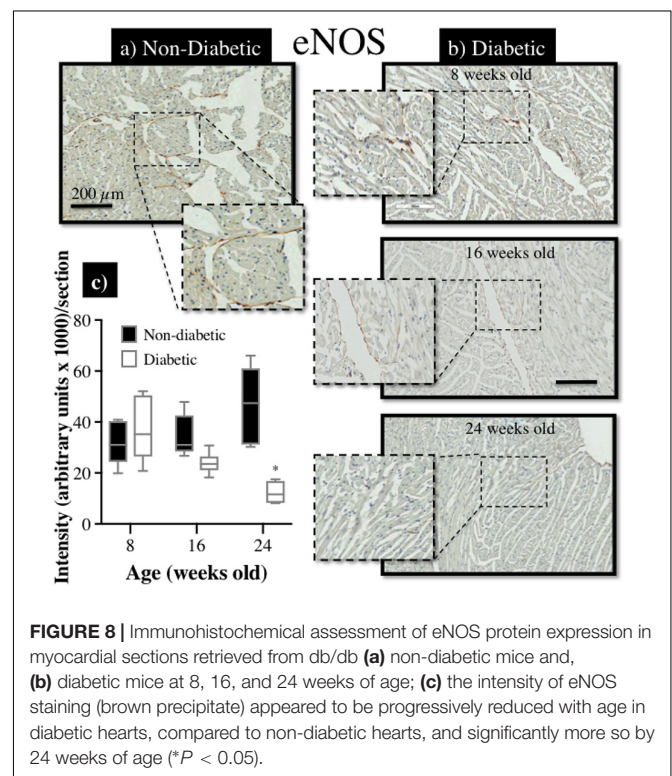 eNOS
a) Non-Diabetic
b) Diabetic
200 μm
8 weeks old
16 weeks old
24 weeks old
c)
Intensity (arbitrary units x 1000)/section
80
60
40
20
0
Non-diabetic
Diabetic
*
8
16
24
Age (weeks old)
FIGURE 8 | Immunohistochemical assessment of eNOS protein expression in
myocardial sections retrieved from db/db (a) non-diabetic mice and,
(b) diabetic mice at 8, 16, and 24 weeks of age; (c) the intensity of eNOS
staining (brown precipitate) appeared to be progressively reduced with age in
diabetic hearts, compared to non-diabetic hearts, and significantly more so by
24 weeks of age (*P < 0.05).